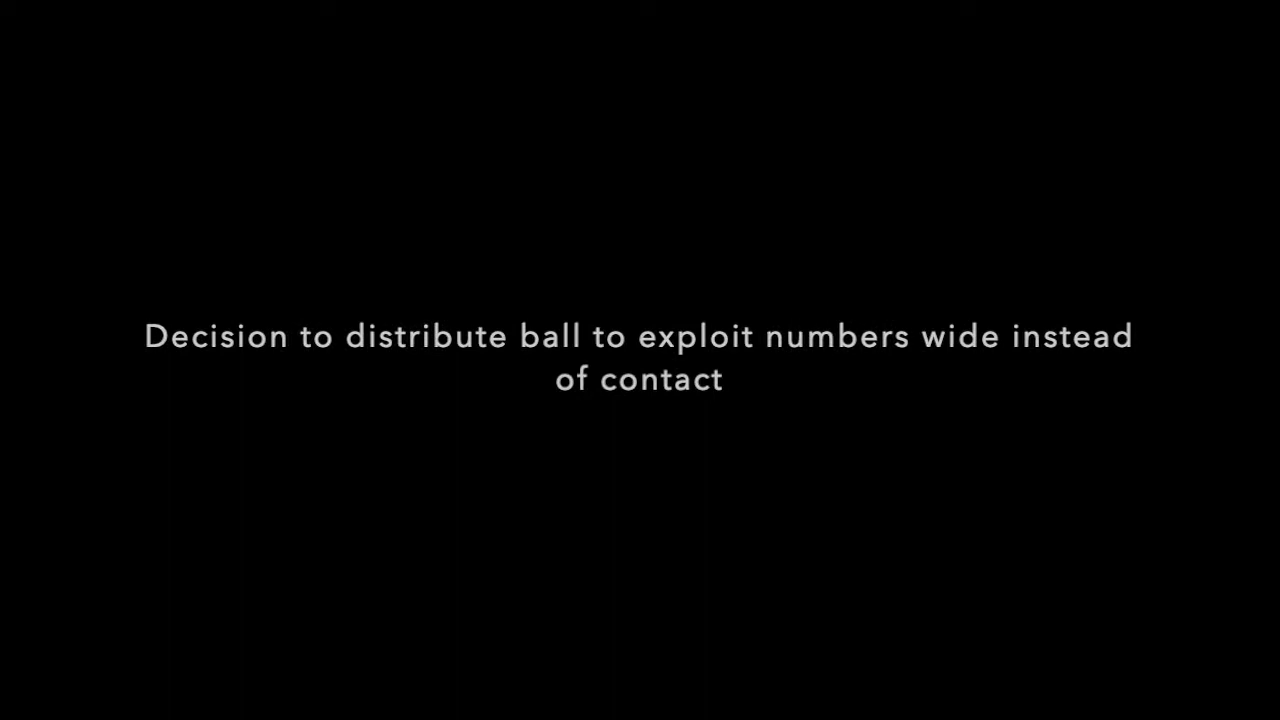 Decision to distribute ball to exploit numbers wide instead
of contact